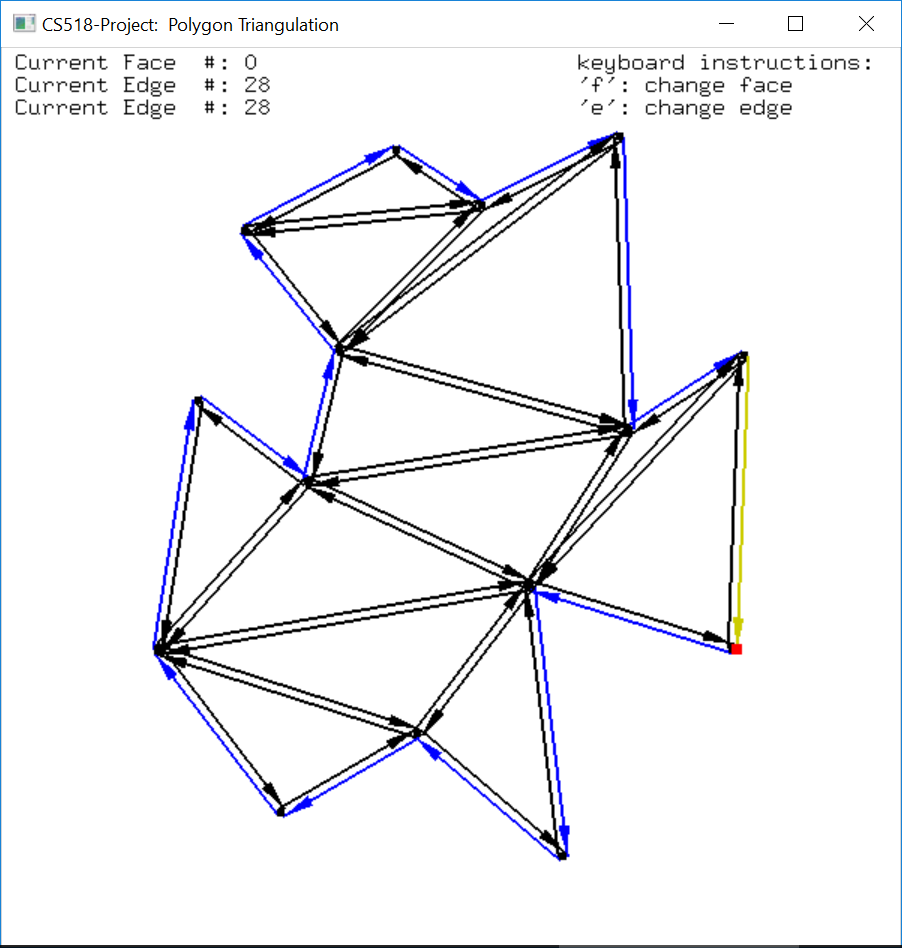 CS518-Project:  Polygon Triangulation
Current Face  #: 0
Current Edge  #: 28
Current Edge  #: 28
keyboard instructions:
'f': change face
'e': change edge